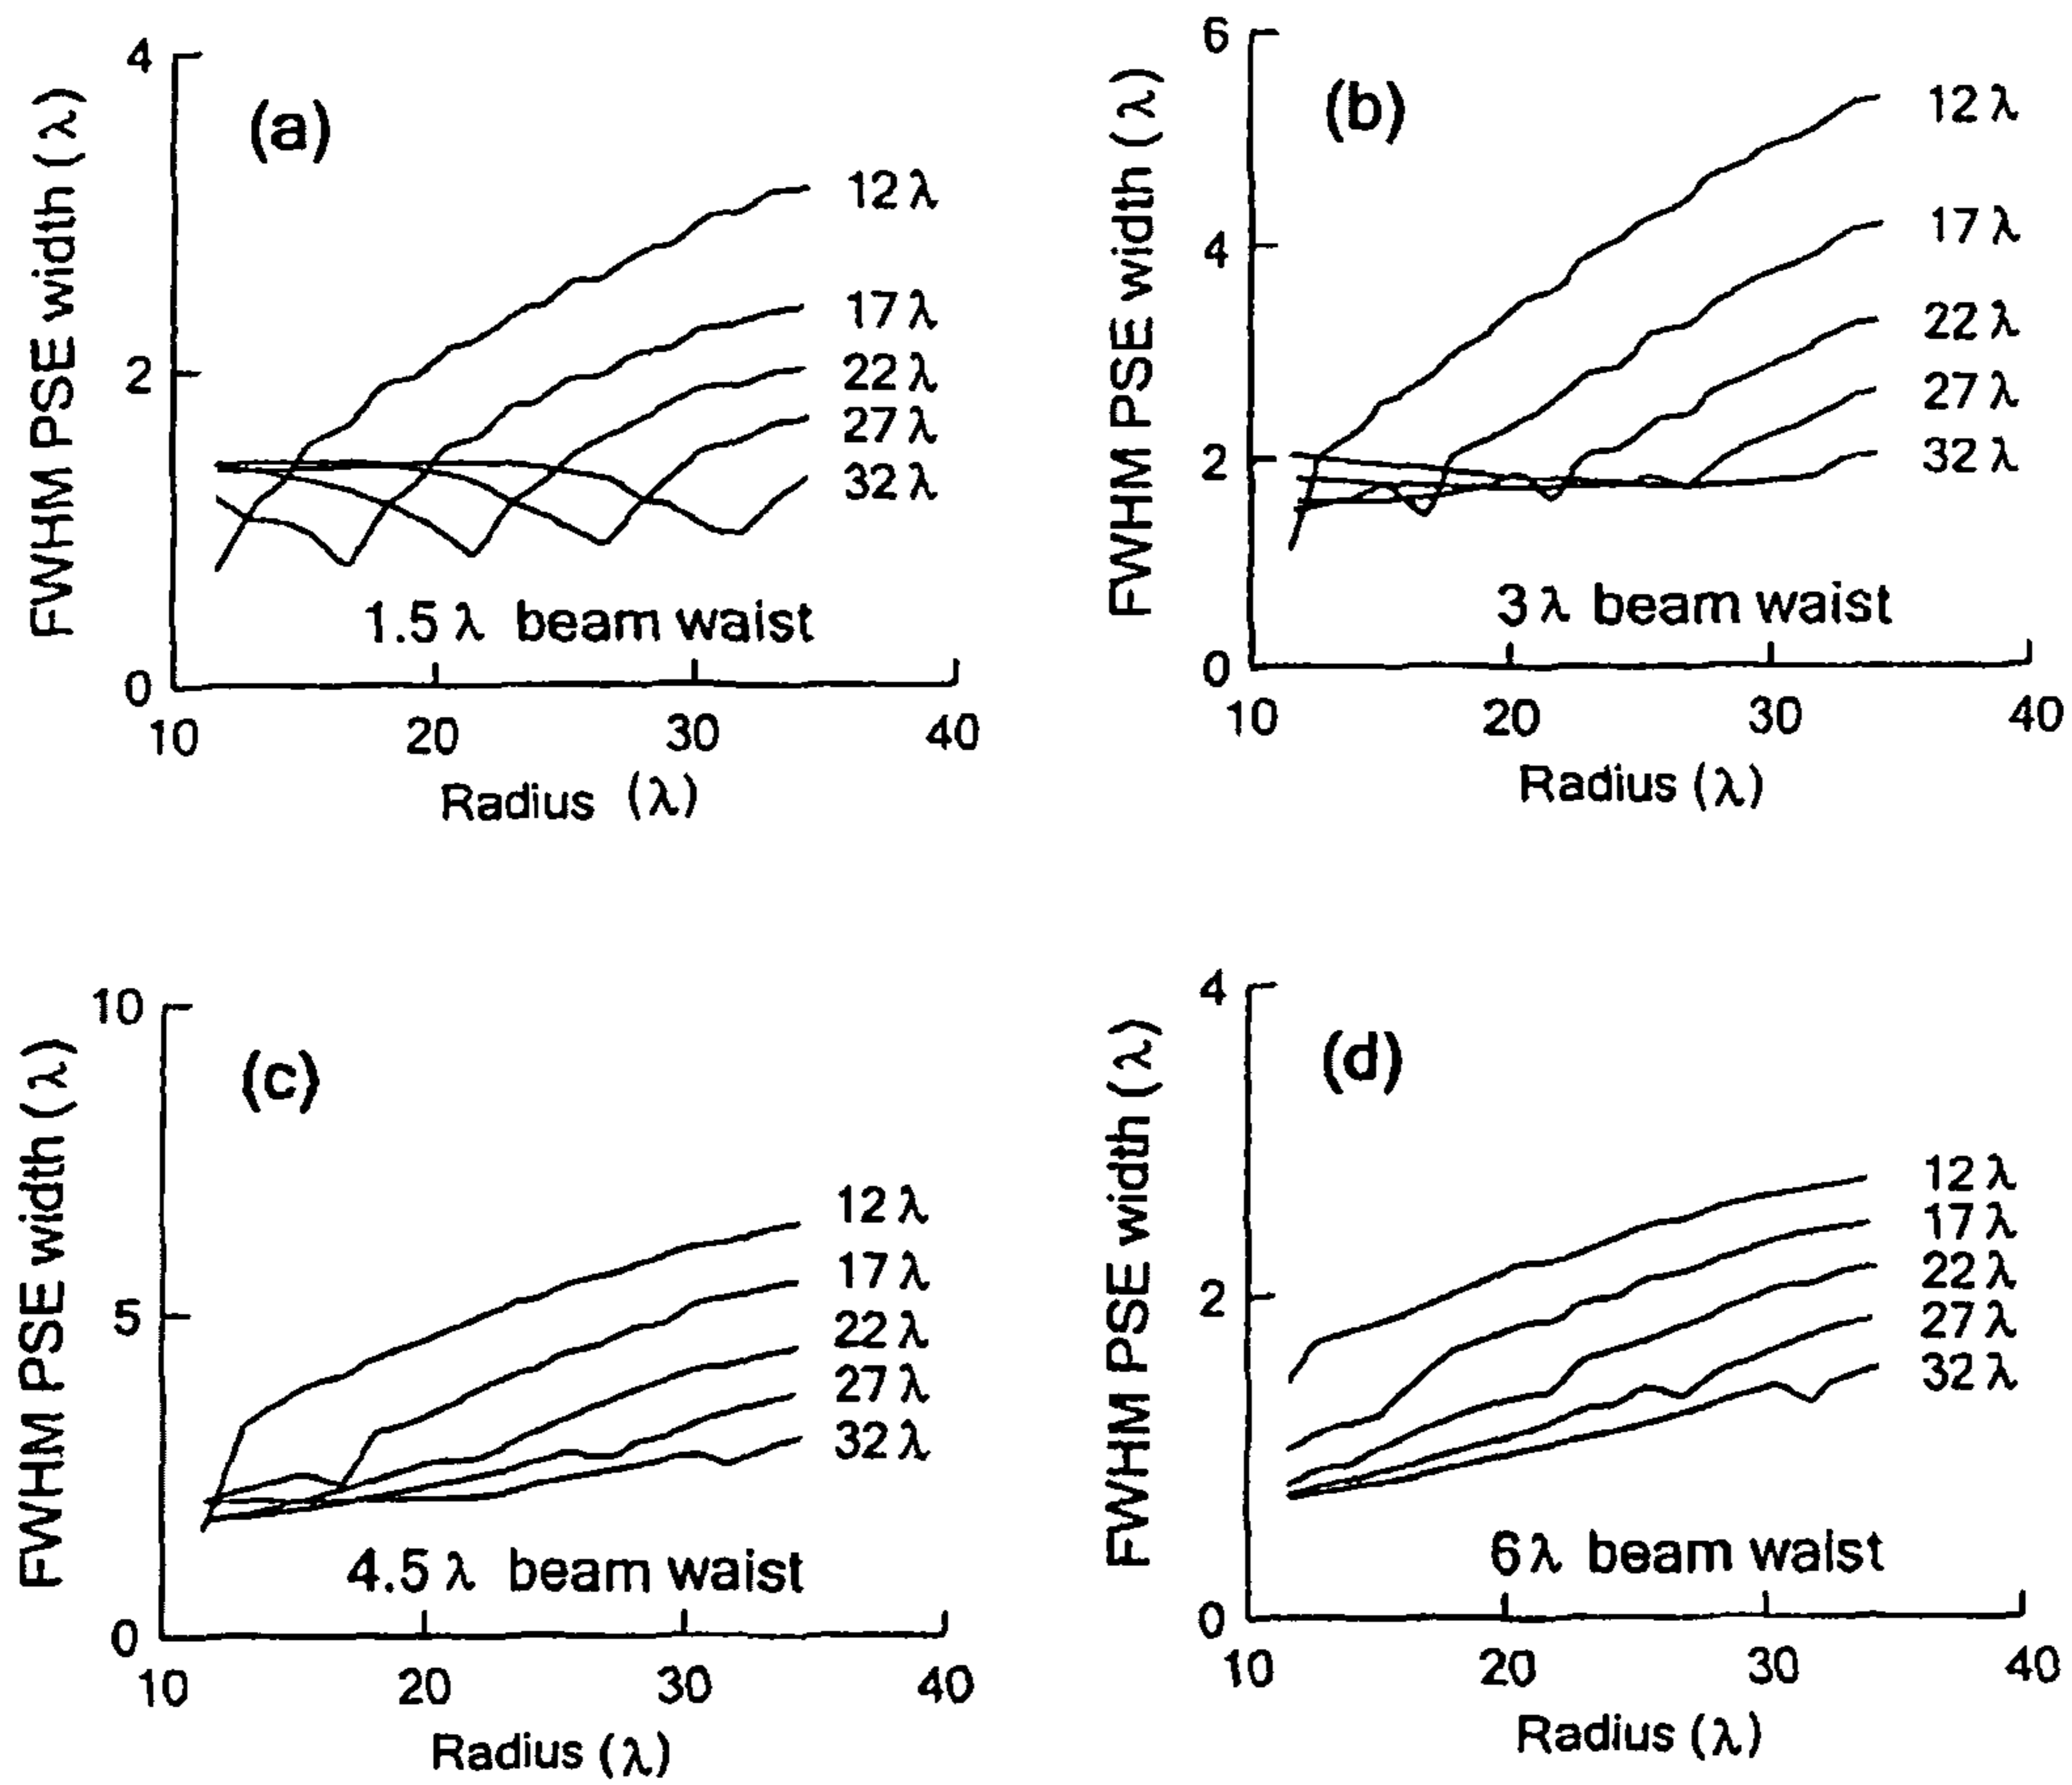 (a)
FWHM PSE width (λ)
4
2
0
12 λ
17 λ
22 λ
27 λ
32 λ
1.5 λ beam waist
10 20 30 40
Radius (λ)
(b)
FWHM PSE width (λ)
6
4
2
0
12 λ
17 λ
22 λ
27 λ
32 λ
3 λ beam waist
10 20 30 40
Radius (λ)
(c)
FWHM PSE width (λ)
10
5
0
12 λ
17 λ
22 λ
27 λ
32 λ
4.5 λ beam waist
10 20 30 40
Radius (λ)
(d)
FWHM PSE width (λ)
4
2
0
12 λ
17 λ
22 λ
27 λ
32 λ
6 λ beam waist
10 20 30 40
Radius (λ)